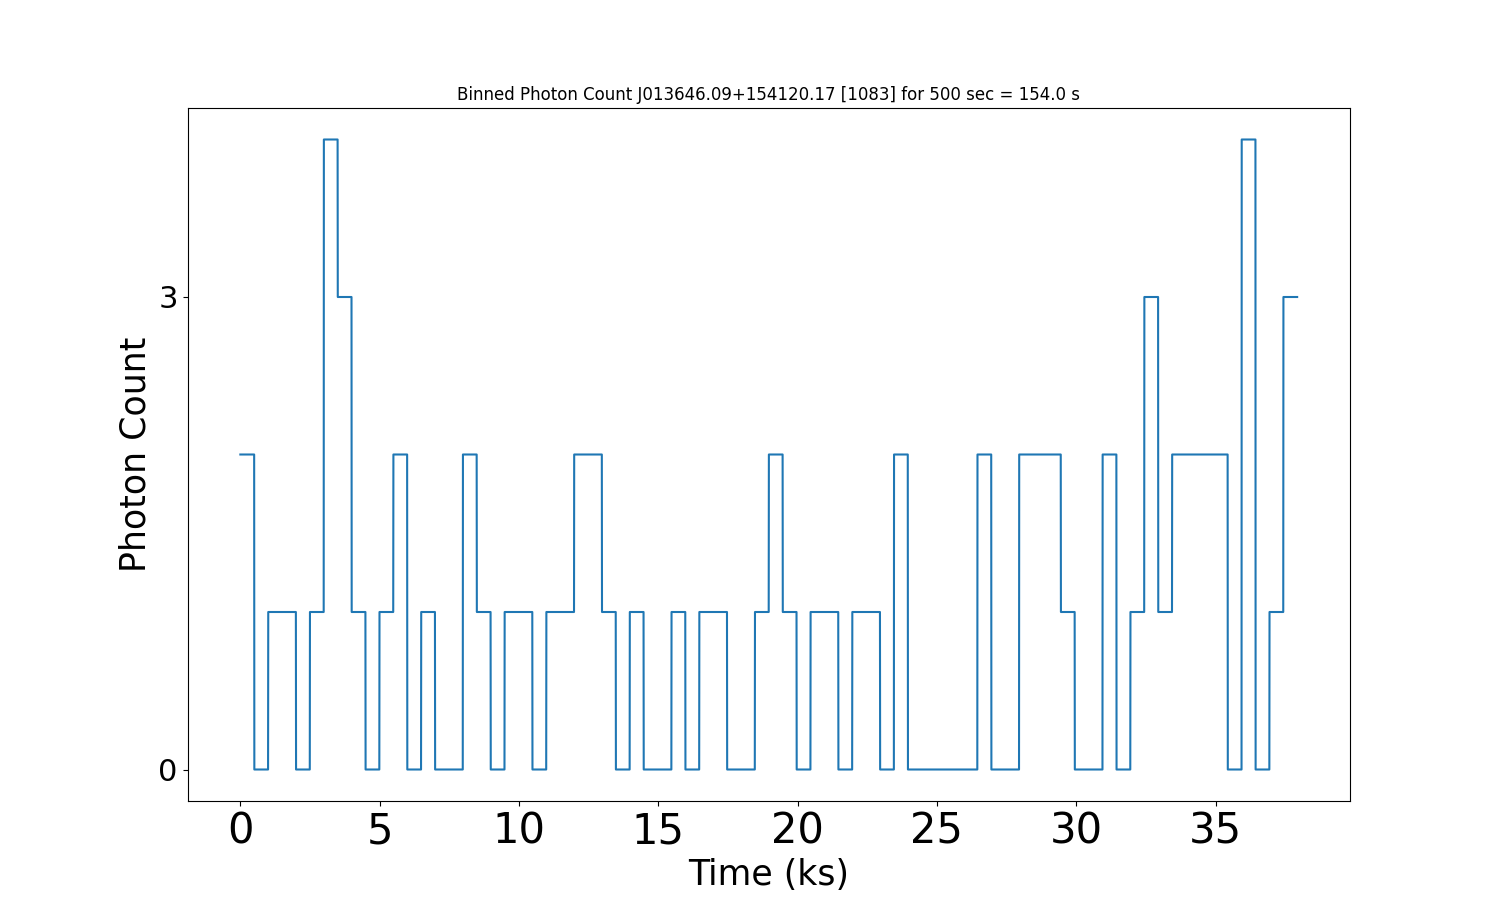 Binned Photon Count J013646.09+154120.17 [1083] for 500 sec = 154.0 s
Photon Count
3
0
0 5 10 15 20 25 30 35
Time (ks)